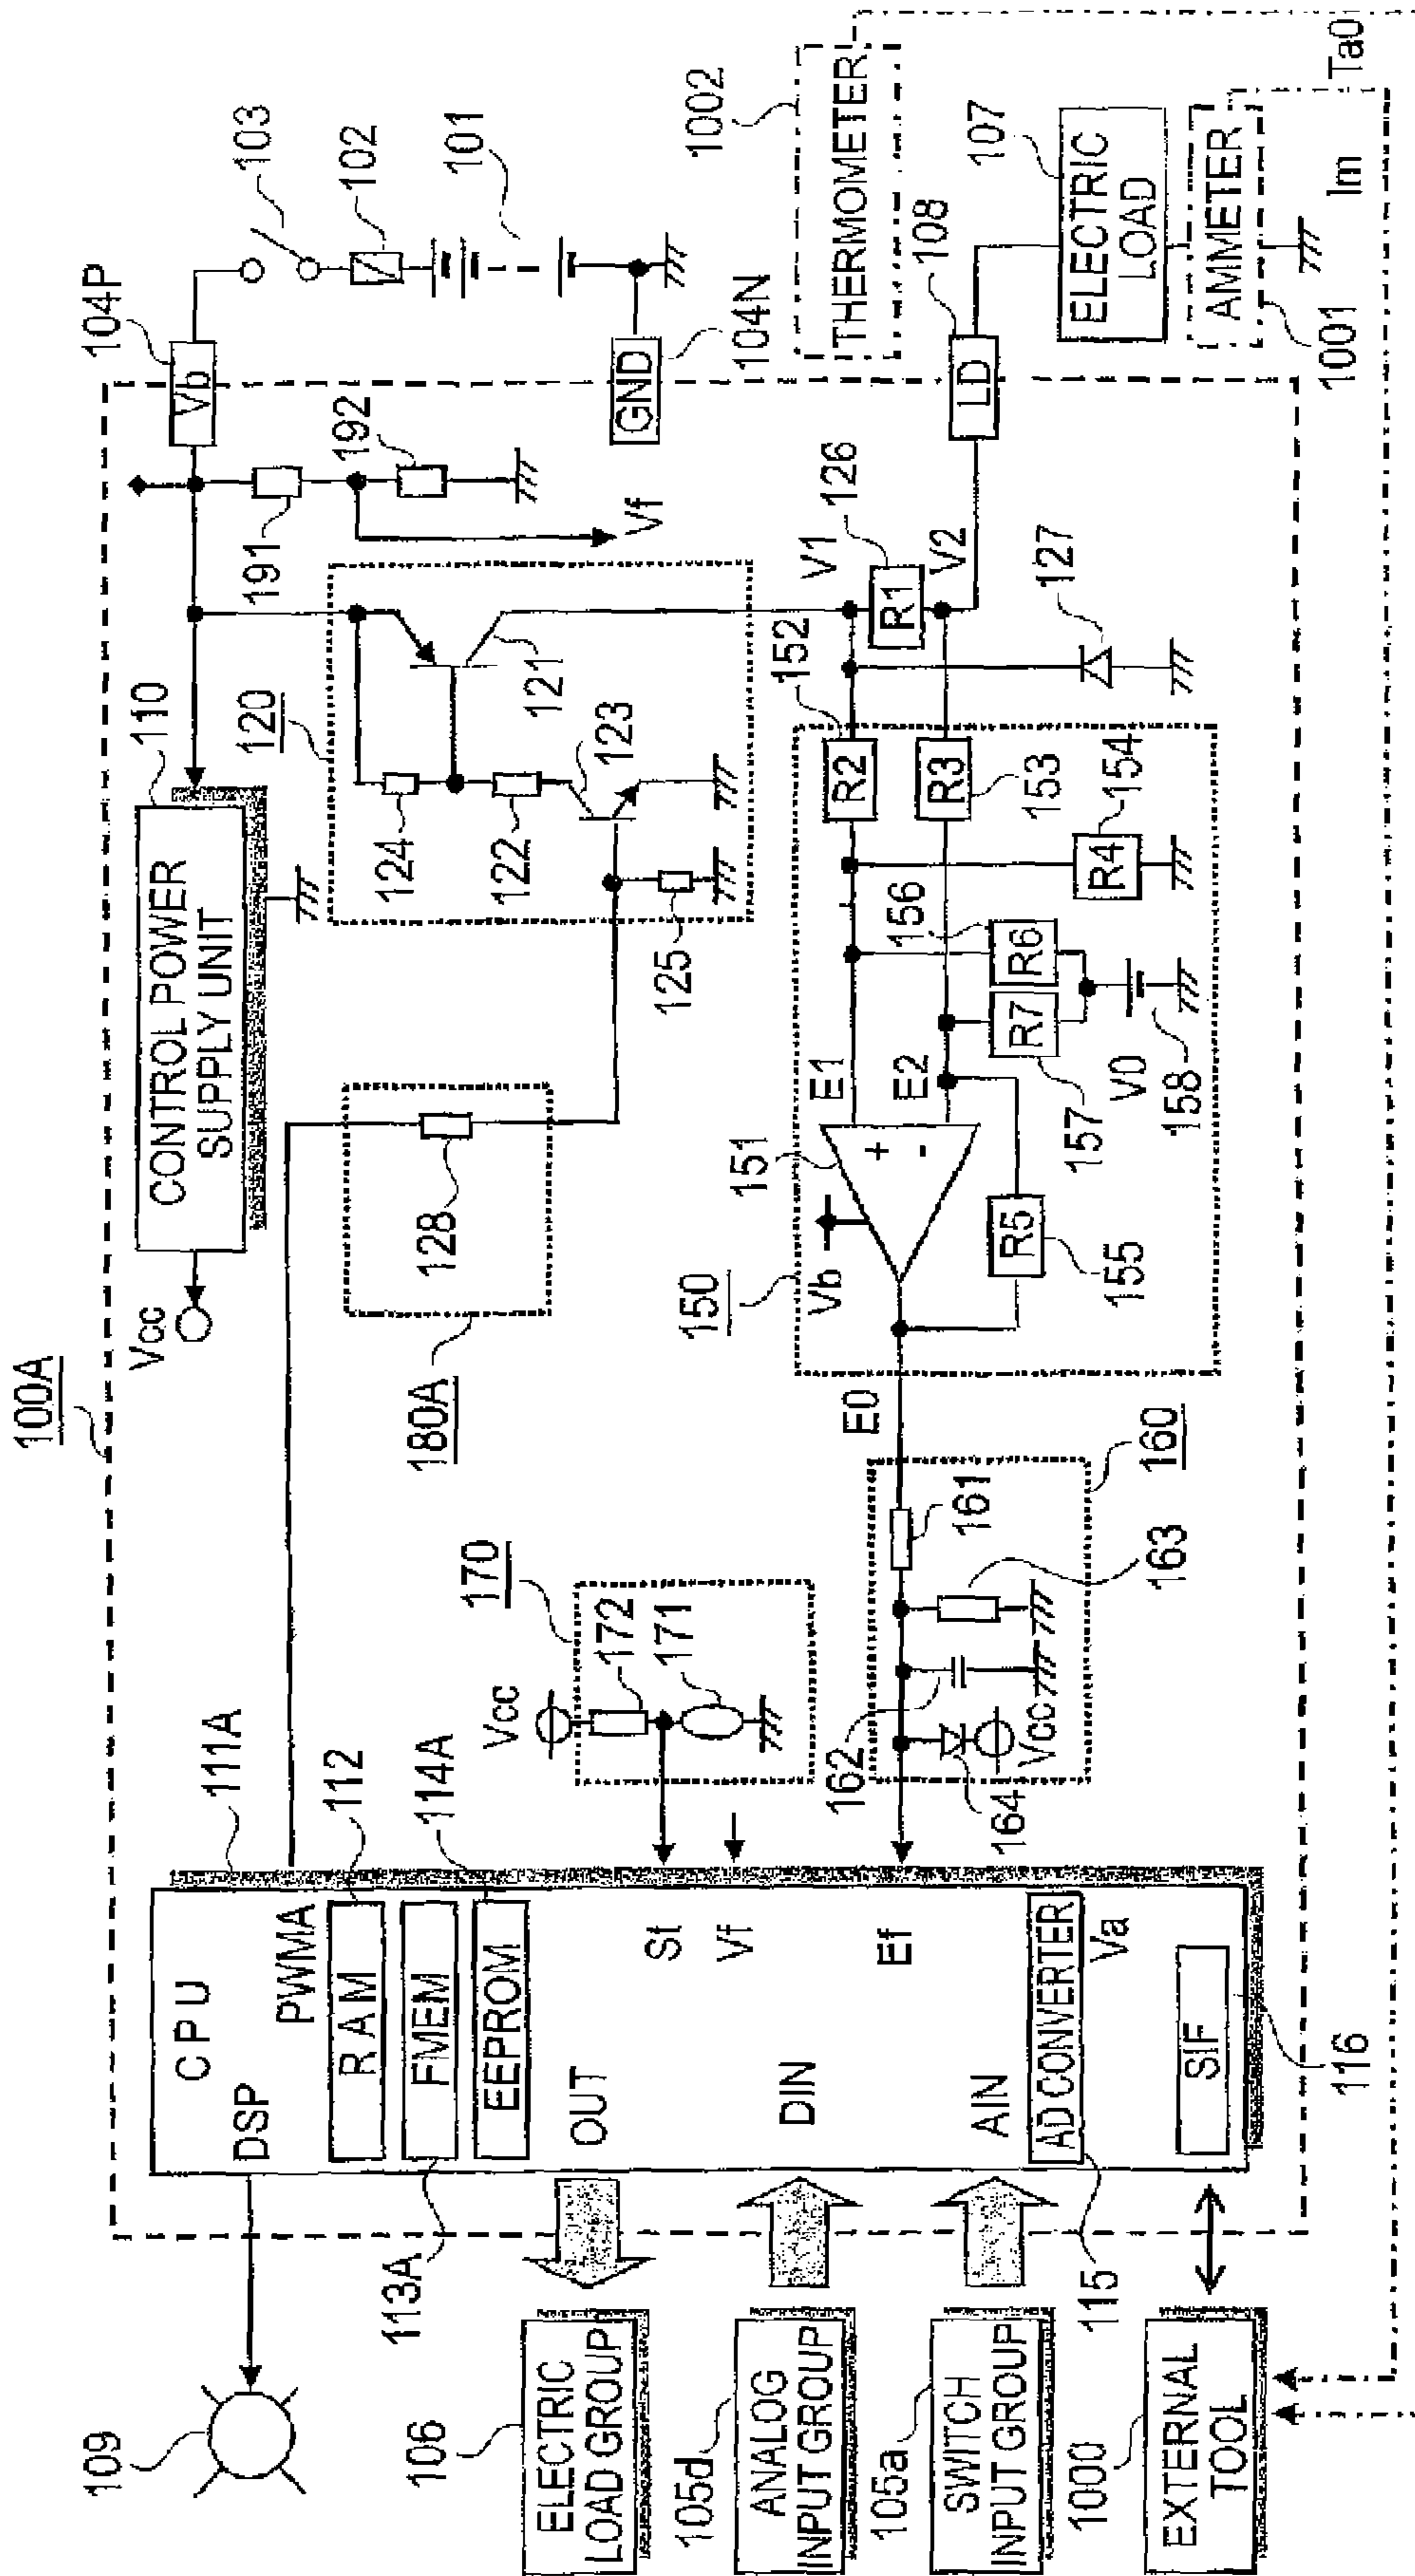 100A
109
DSP
CPU
PWMA
RAM
FMEM
EEPROM
111A
112
114A
113A
106
ELECTRIC
LOAD GROUP
OUT
St
Vf
105d
ANALOG
INPUT GROUP
DIN
105a
SWITCH
INPUT GROUP
AIN
Ef
AD CONVERTER
Va
115
1000
EXTERNAL
TOOL
SIF
116
Vcc
CONTROL POWER
SUPPLY UNIT
110
104P
Vb
103
102
101
191
192
Vf
GND
104N
120
124
122
121
123
125
180A
128
170
Vcc
172
171
160
161
163
162
164
Vcc
E0
150
Vb
151
+
-
E1
E2
R5
155
R2
152
R3
153
R4
154
156
R6
R7
157
V0
158
V1
R1
126
V2
127
LD
108
1002
THERMOMETER
107
ELECTRIC
LOAD
AMMETER
1001
Im
Ta0